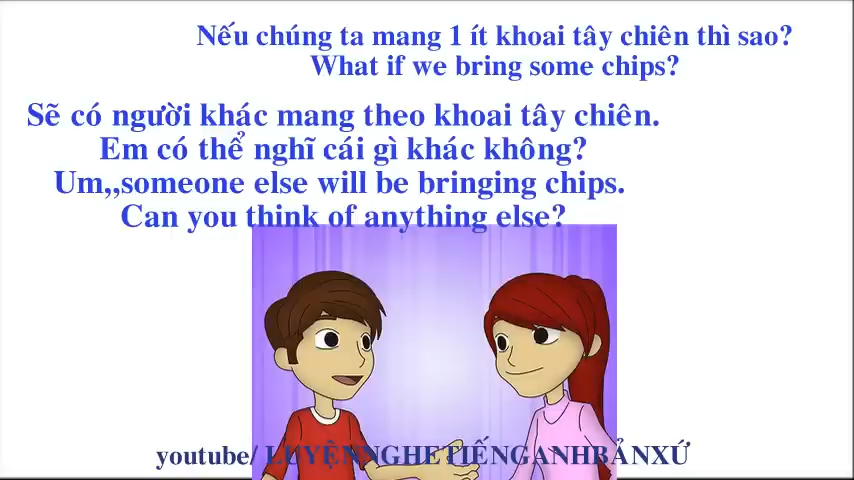 Nếu chúng ta mang 1 ít khoai tây chiên thì sao?
What if we bring some chips?
Sẽ có người khác mang theo khoai tây chiên.
Em có thể nghĩ cái gì khác không?
Um,,someone else will be bringing chips.
Can you think of anything else?
youtube/ LUYỆNNGHETIẾNGANHBẢNXỨ